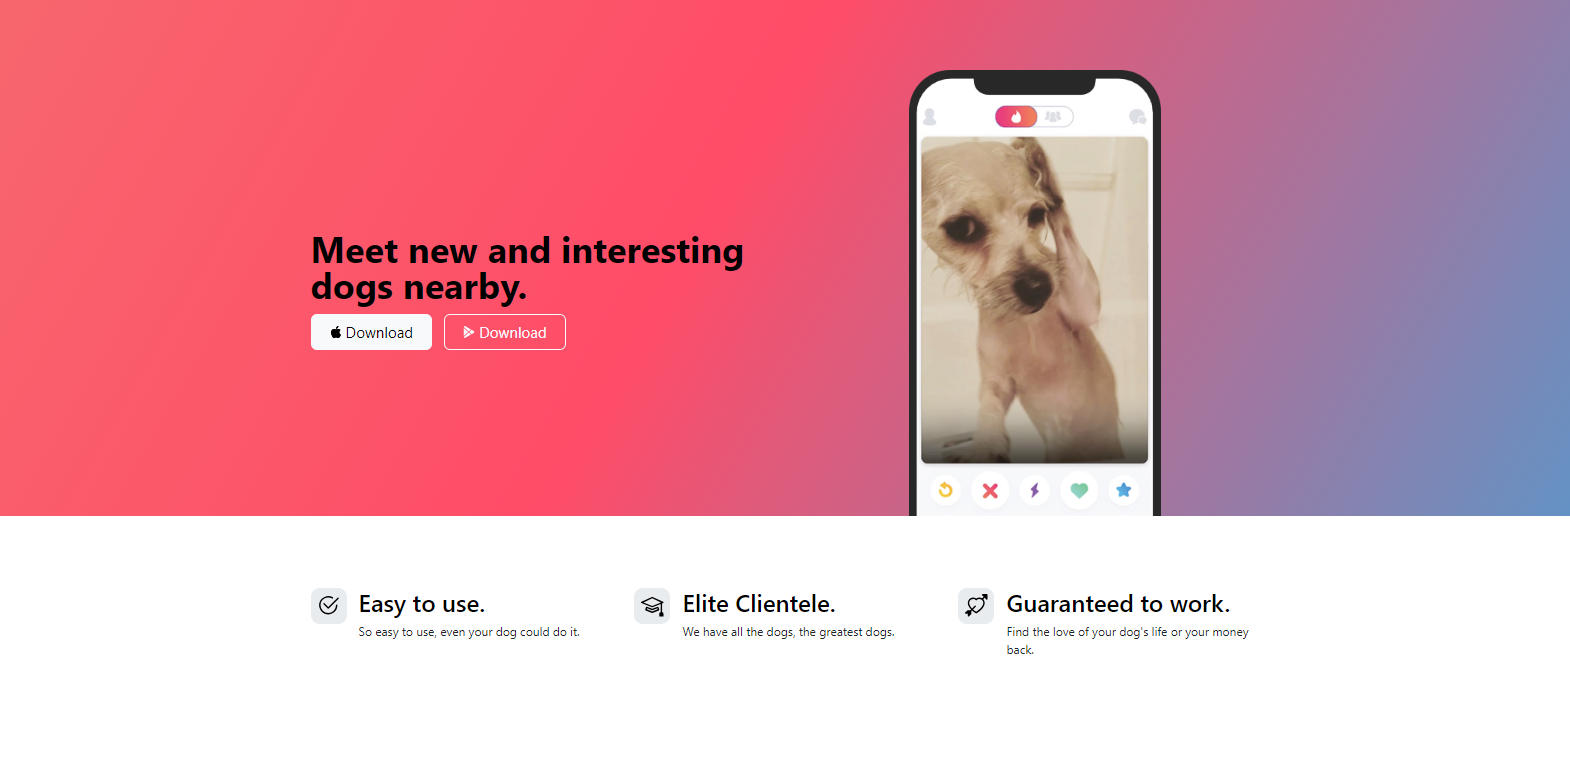 Meet new and interesting
dogs nearby.
Download
Download
Easy to use.
So easy to use, even your dog could do it.
Elite Clientele.
We have all the dogs, the greatest dogs.
Guaranteed to work.
Find the love of your dog's life or your money
back.